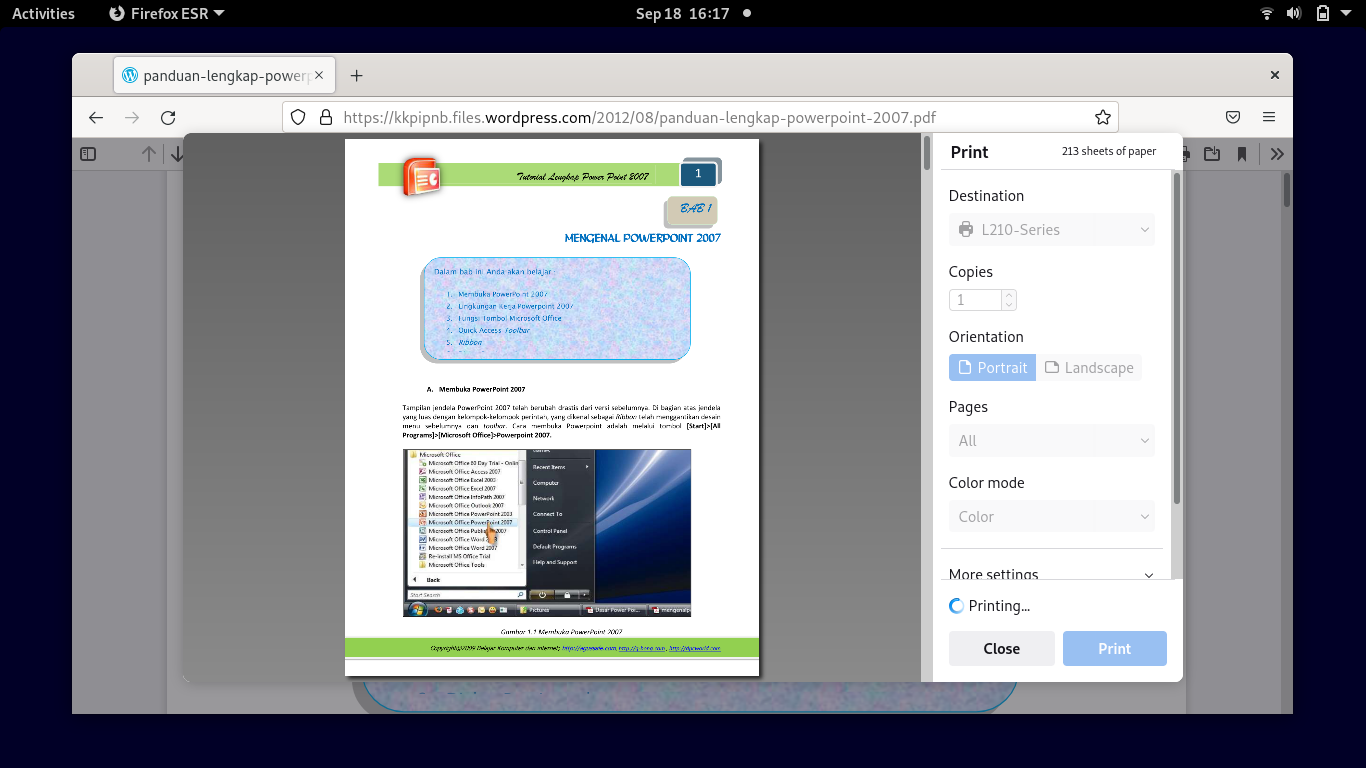 Activities
Firefox ESR
Sep 18 16:17
panduan-lengkap-powerp
https://kkpipnb.files.wordpress.com/2012/08/panduan-lengkap-powerpoint-2007.pdf
Tutorial Lengkap Power Point 2007
1
BAB 1
MENGENAL POWERPOINT 2007
Dalam bab ini Anda akan belajar :
1. Membuka PowerPoint 2007
2. Lingkungan Kerja Powerpoint 2007
3. Fungsi Tombol Microsoft Office
4. Quick Access Toolbar
5. Ribbon
A. Membuka PowerPoint 2007
Tampilan jendela PowerPoint 2007 telah berubah drastis dari versi sebelumnya. Di bagian atas jendela
yang luas dengan kelompok-kelompok perintah, yang dikenal sebagai Ribbon telah menggantikan desain
menu sebelumnya dan toolbar. Cara membuka Powerpoint adalah melalui tombol [Start]>[All
Programs]>[Microsoft Office]>Powerpoint 2007.
Microsoft Office
Microsoft Office 60 Day Trial - Onlin
Microsoft Office Access 2007
Microsoft Office Excel 2003
Microsoft Office Excel 2007
Microsoft Office InfoPath 2007
Microsoft Office Outlook 2007
Microsoft Office PowerPoint 2003
Microsoft Office PowerPoint 2007
Microsoft Office Publisher 2007
Microsoft Office Word
Microsoft Office Word 2007
Re-install MS Office Trial
Microsoft Office Tools
Back
Start Search
Games
Recent Items
Computer
Network
Connect To
Control Panel
Default Programs
Help and Support
Pictures
Dasar Power Poi...
mengenalp
Gambar 1.1 Membuka PowerPoint 2007
Copyright@2009 Belajar Komputer dan internet;
Print
213 sheets of paper
Destination
L210-Series
Copies
1
Orientation
Portrait
Landscape
Pages
All
Color mode
Color
More settings
Printing...
Close
Print